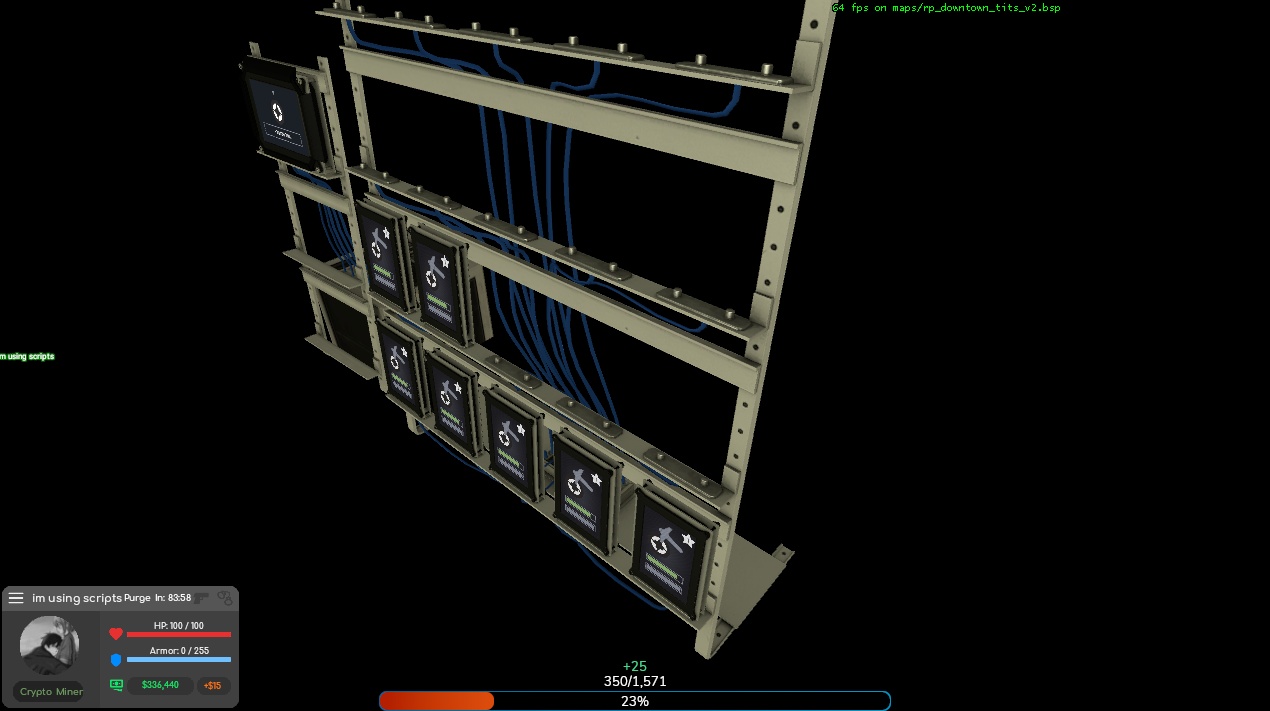 64 fps on maps/rp_downtown_tits_v2.bsp
m using scripts
im using scripts
Purge In: 83:58
HP: 100 / 100
Armor: 0 / 255
$336,440
+$15
Crypto Miner
+25
350/1,571
23%